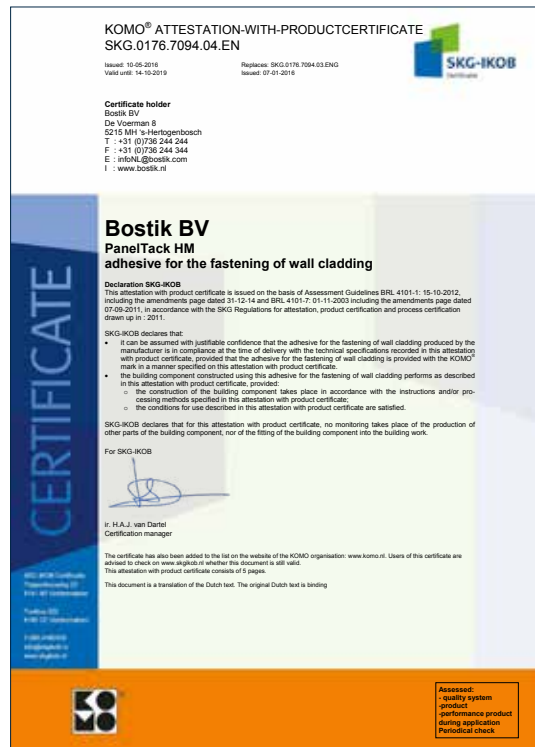 KOMO® ATTESTATION-WITH-PRODUCTCERTIFICATE
SKG.0176.7094.04.EN
Issued: 10-05-2016
Replaces: SKG.0176.7094.03.ENG
Valid until: 14-10-2019
Issued: 07-01-2016
SKG-IKOB
Certificatie
Certificate holder
Bostik BV
De Voerman 8
5215 MH 's-Hertogenbosch
T : +31 (0)736 244 244
F : +31 (0)736 244 344
E : infoNL@bostik.com
I : www.bostik.nl
Bostik BV
PanelTack HM
adhesive for the fastening of wall cladding
Declaration SKG-IKOB
This attestation with product certificate is issued on the basis of Assessment Guidelines BRL 4101-1: 15-10-2012,
including the amendments page dated 31-12-14 and BRL 4101-7: 01-11-2003 including the amendments page dated
07-09-2011, in accordance with the SKG Regulations for attestation, product certification and process certification
drawn up in : 2011.
SKG-IKOB declares that:
• it can be assumed with justifiable confidence that the adhesive for the fastening of wall cladding produced by the
manufacturer is in compliance at the time of delivery with the technical specifications recorded in this attestation
with product certificate, provided that the adhesive for the fastening of wall cladding is provided with the KOMO®
mark in a manner specified on this attestation with product certificate.
• the building component constructed using this adhesive for the fastening of wall cladding performs as described
in this attestation with product certificate, provided:
o the construction of the building component takes place in accordance with the instructions and/or pro-
cessing methods specified in this attestation with product certificate;
o the conditions for use described in this attestation with product certificate are satisfied.
SKG-IKOB declares that for this attestation with product certificate, no monitoring takes place of the production of
other parts of the building component, nor of the fitting of the building component into the building work.
For SKG-IKOB
ir. H.A.J. van Dartel
Certification manager
The certificate has also been added to the list on the website of the KOMO organisation: www.komo.nl. Users of this certificate are
advised to check on www.skgikob.nl whether this document is still valid.
This attestation with product certificate consists of 5 pages.
This document is a translation of the Dutch text. The original Dutch text is binding
CERTIFICATE
SKG-IKOB Certificatie
www.skgikob.nl
KOMO
®
Assessed:
- quality system
-product
-performance product
during application
Periodical check